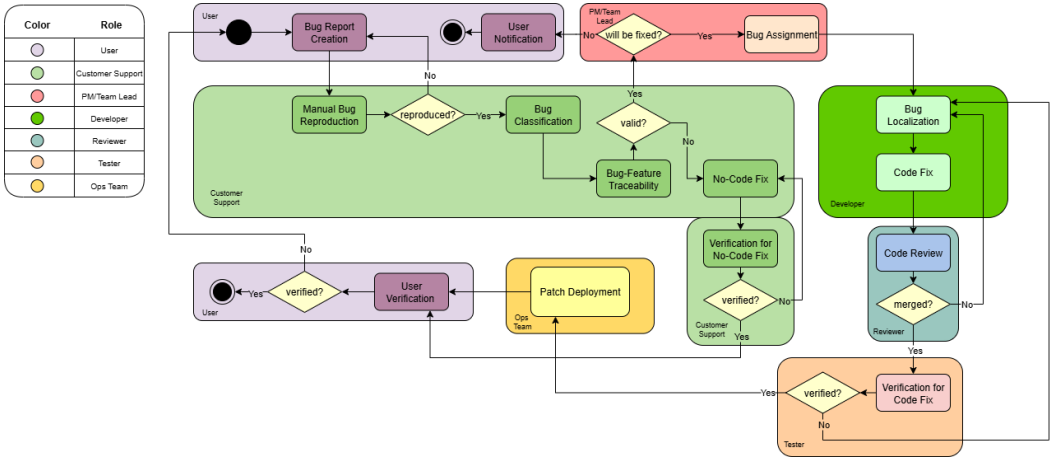 Color
Role
User
Customer Support
PM/Team Lead
Developer
Reviewer
Tester
Ops Team
User
Bug Report
Creation
User
Notification
PM/Team
Lead
No
will be fixed?
Yes
Bug Assignment
No
Yes
Manual Bug
Reproduction
reproduced?
Yes
Bug
Classification
valid?
No
Bug-Feature
Traceability
No-Code Fix
Customer
Support
Bug
Localization
Code Fix
Developer
Verification for
No-Code Fix
verified?
No
Customer
Support
Yes
Code Review
merged?
No
Reviewer
Yes
No
User
Yes
verified?
User
Verification
Patch Deployment
Ops
Team
Yes
verified?
Verification for
Code Fix
No
Tester